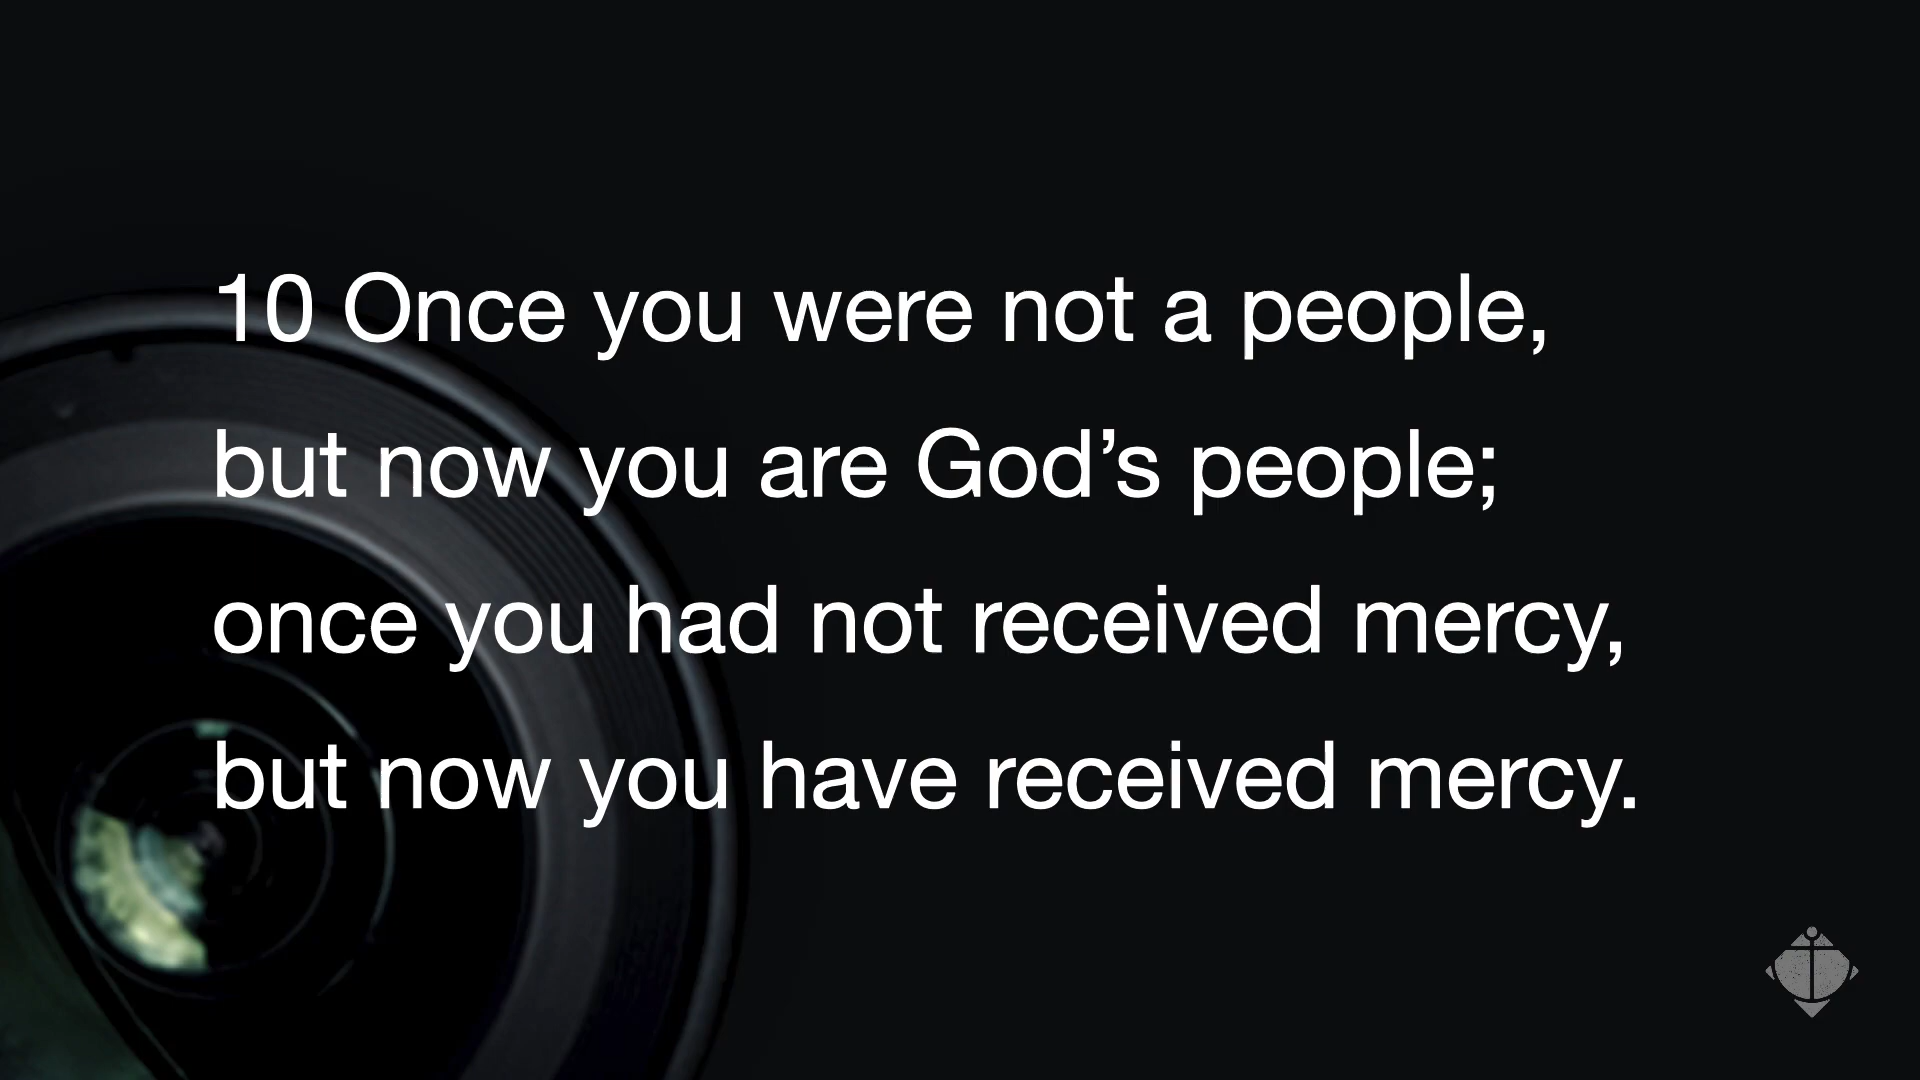 10 Once you were not a people,
but now you are God’s people;
once you had not received mercy,
but now you have received mercy.